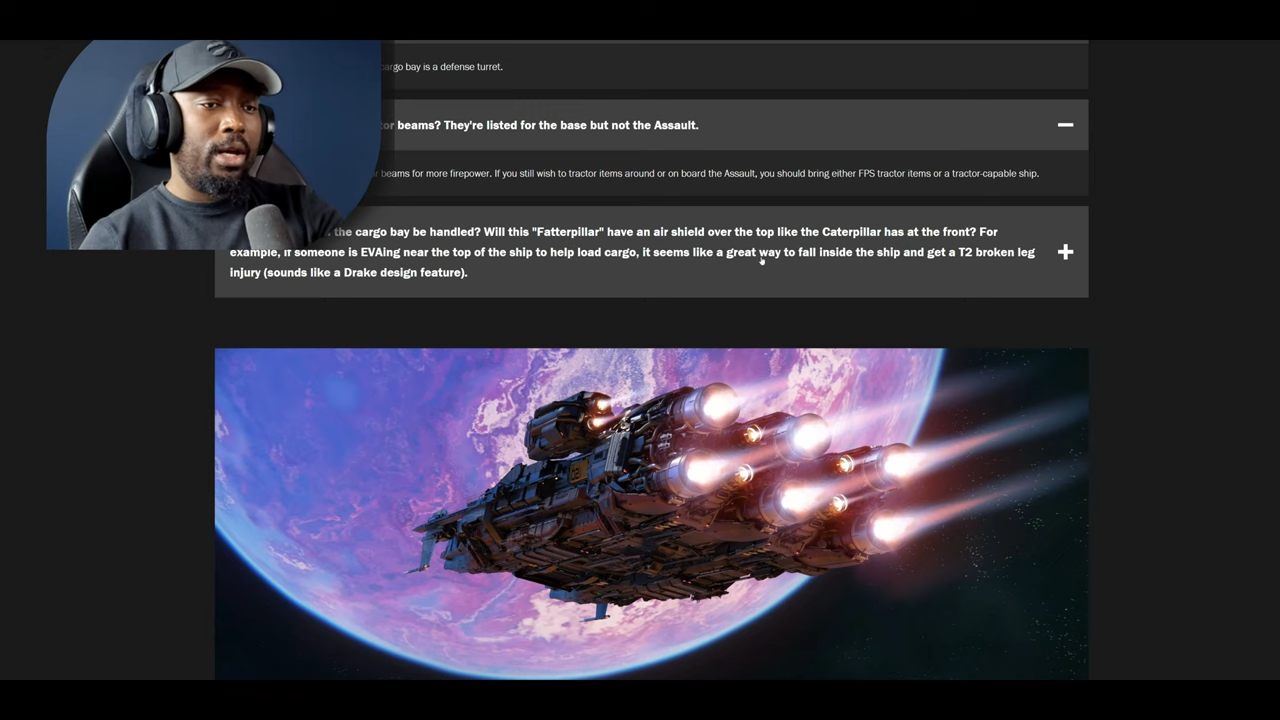 cargo bay is a defense turret.
or beams? They're listed for the base but not the Assault.
beams for more firepower. If you still wish to tractor items around or on board the Assault, you should bring either FPS tractor items or a tractor-capable ship.
the cargo bay be handled? Will this "Fatterpillar" have an air shield over the top like the Caterpillar has at the front? For
example, if someone is EVAing near the top of the ship to help load cargo, it seems like a great way to fall inside the ship and get a T2 broken leg
injury (sounds like a Drake design feature).